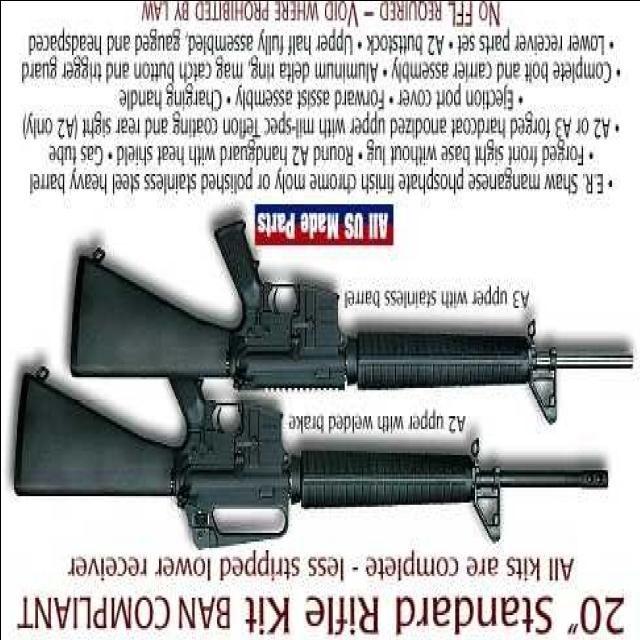 20" Standard Rifle Kit BAN COMPLIANT
All kits are complete - less stripped lower receiver
A2 upper with welded brake
A3 upper with stainless barrel
All US Made Parts
• E.R. Shaw manganese phosphate finish chrome moly or polished stainless steel heavy barrel
• Forged front sight base without lug • Round A2 handguard with heat shield • Gas tube
• A2 or A3 forged hardcoat anodized upper with mil-spec Teflon coating and rear sight (A2 only)
• Ejection port cover • Forward assist assembly • Charging handle
• Complete bolt and carrier assembly • Aluminum delta ring, mag catch button and trigger guard
• Lower receiver parts set • A2 buttstock • Upper half fully assembled, gauged and headspaced
NO FFL REQUIRED – VOID WHERE PROHIBITED BY LAW